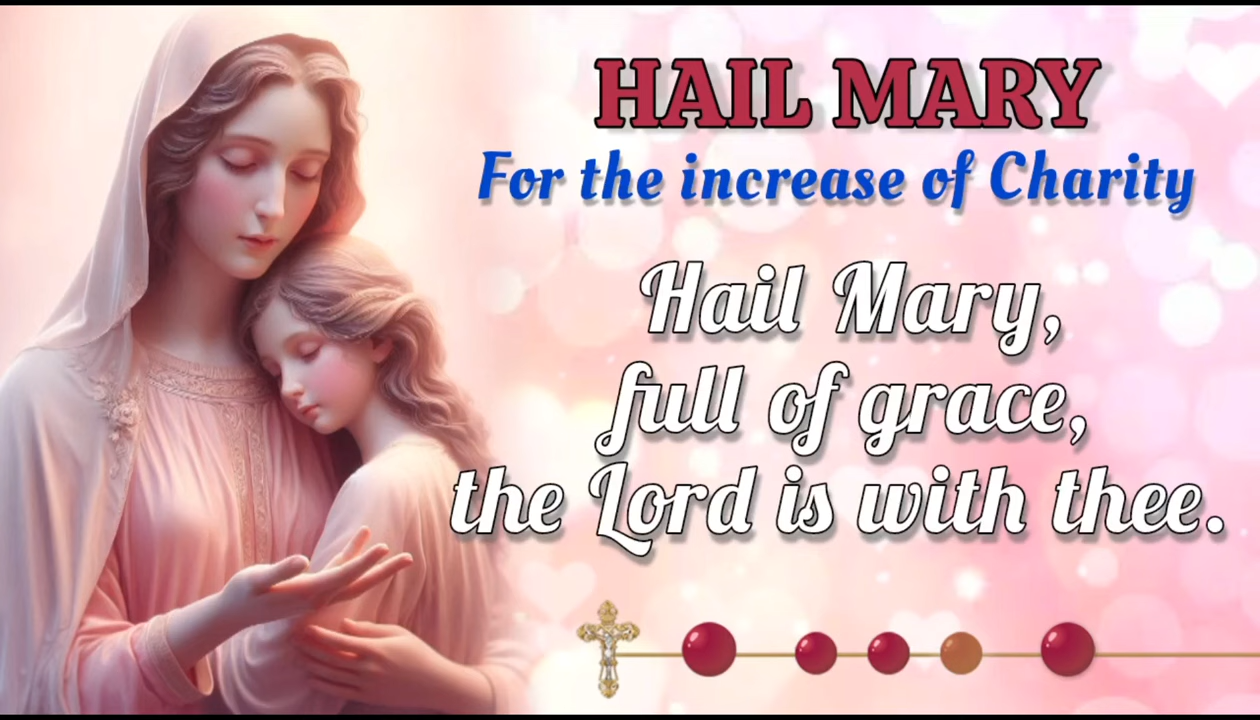 HAIL MARY
For the increase of Charity
Hail Mary,
full of grace,
the Lord is with thee.